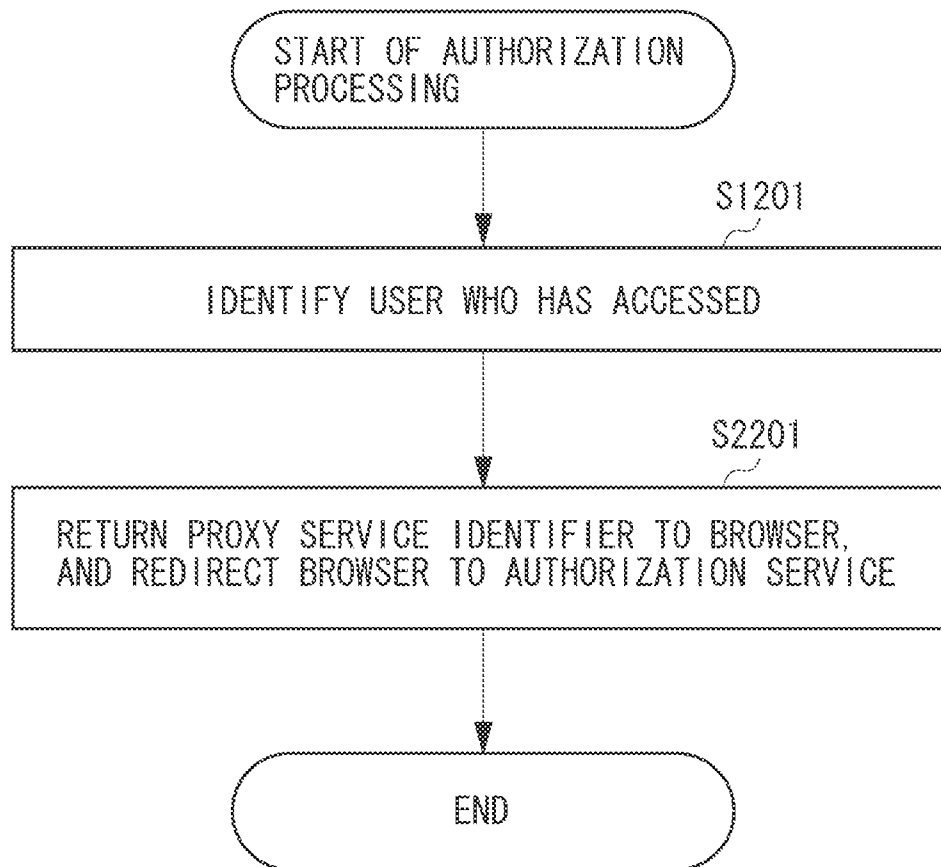 START OF AUTHORIZATION
PROCESSING
S1201
IDENTIFY USER WHO HAS ACCESSED
S2201
RETURN PROXY SERVICE IDENTIFIER TO BROWSER,
AND REDIRECT BROWSER TO AUTHORIZATION SERVICE
END